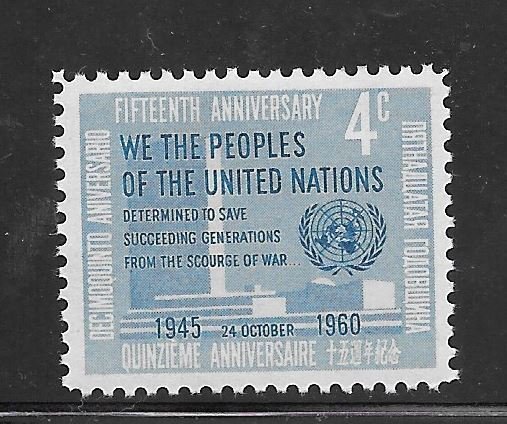 FIFTEENTH ANNIVERSARY
4c
WE THE PEOPLES
OF THE UNITED NATIONS
DETERMINED TO SAVE
SUCCEEDING GENERATIONS
FROM THE SCOURGE OF WAR...
1945 24 OCTOBER 1960
QUINZIÈME ANNIVERSAIRE 十五週年紀念
DECIMOQUINTO ANIVERSARIO
ПЯТНАДЦАТАЯ ГОДОВЩИНА